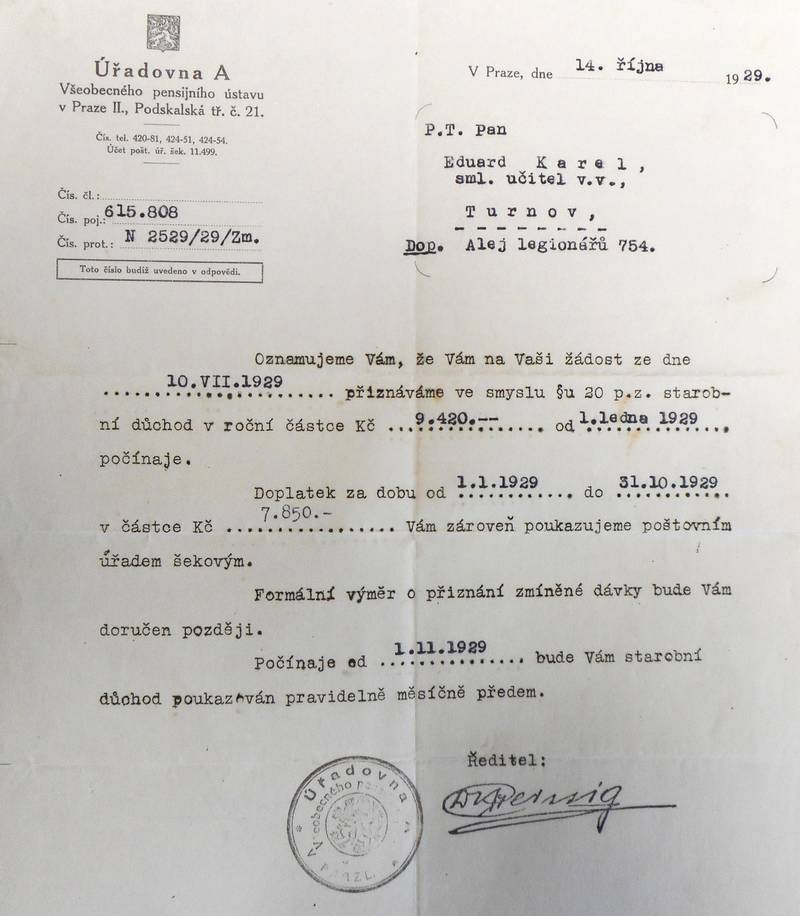 Úřadovna A
Všeobecného pensijního ústavu
v Praze II., Podskalská tř. č. 21.
Čís. tel. 420-81, 424-51, 424-54.
Účet pošt. úř. šek. 11.499.
V Praze, dne 14. října 1929.
P.T. Pan
Eduard K a r e l ,
sml. učitel v.v.,
T u r n o v ,
Dop. Alej legionářů 754.
Čís. čl.:
Čís. poj.: 615.808
Čís. prot.: N 2529/29/Zm.
Toto číslo budiž uvedeno v odpovědi.
Oznamujeme Vám, že Vám na Vaši žádost ze dne
10.VII.1929 přiznáváme ve smyslu §u 20 p.z. starob-
ní důchod v roční částce Kč 9.420.-- od 1.ledna 1929
počínaje.
Doplatek za dobu od 1.1.1929 do 31.10.1929
v částce Kč 7.850.- Vám zároveň poukazujeme poštovním
úřadem šekovým.
Formální výměr o přiznání zmíněné dávky bude Vám
doručen později.
Počínaje od 1.11.1929 bude Vám starobní
důchod poukazován pravidelně měsíčně předem.
Ředitel:
Úřadovna
Všeobecného